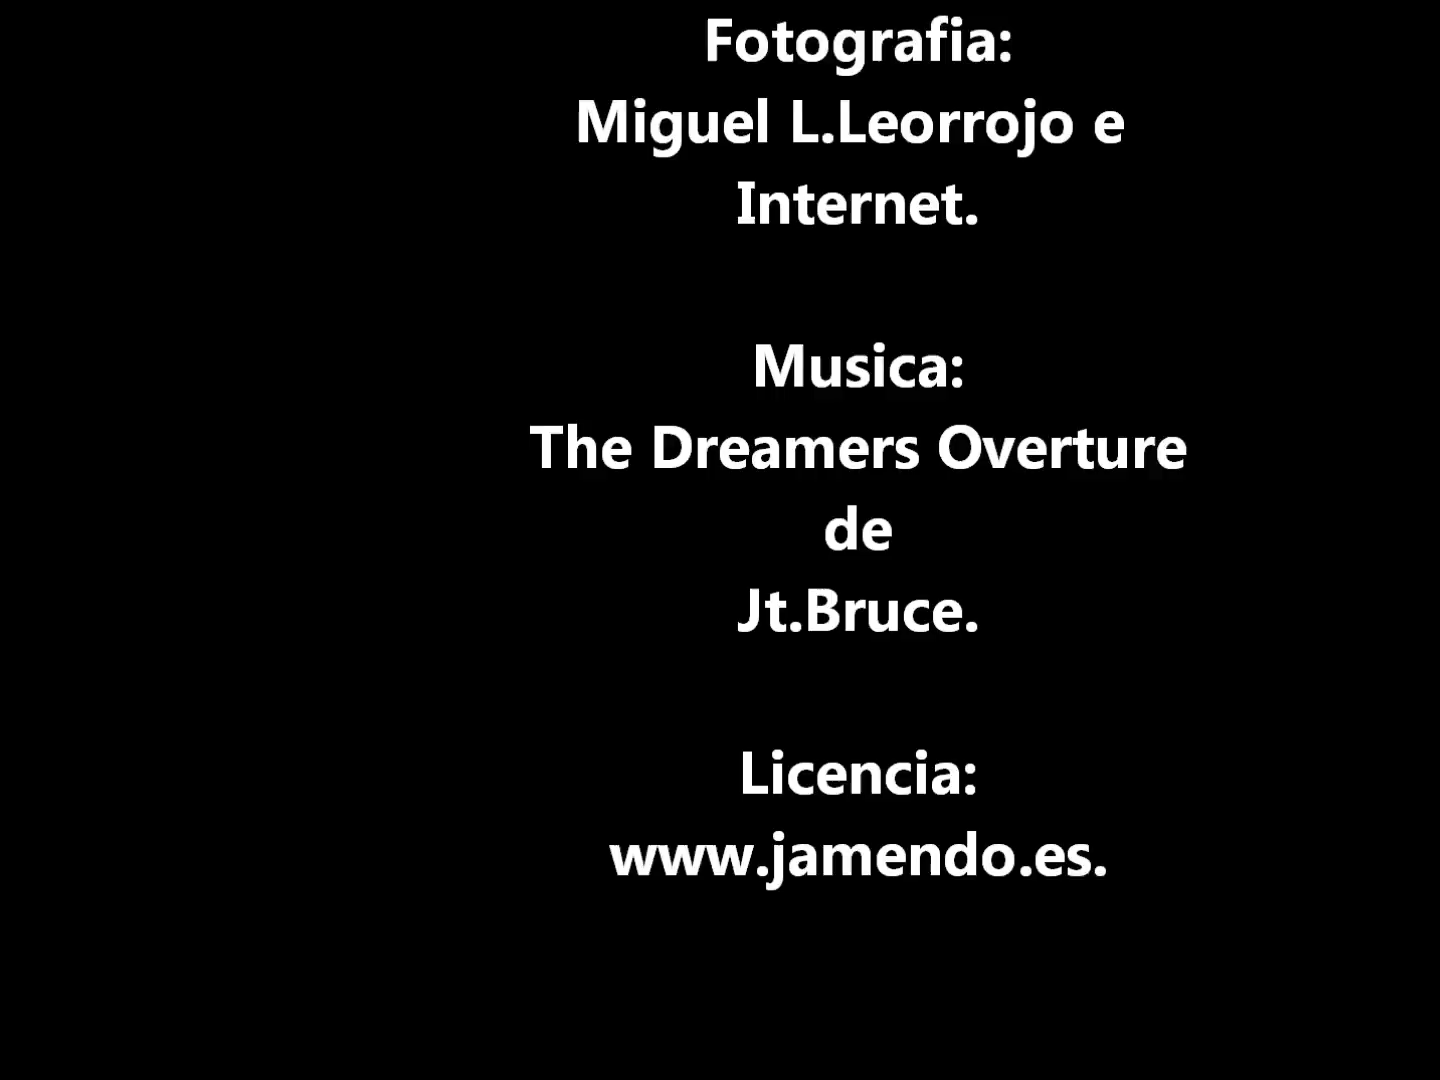 Fotografia:
Miguel L.Leorrojo e
Internet.
Musica:
The Dreamers Overture
de
Jt.Bruce.
Licencia:
www.jamendo.es.